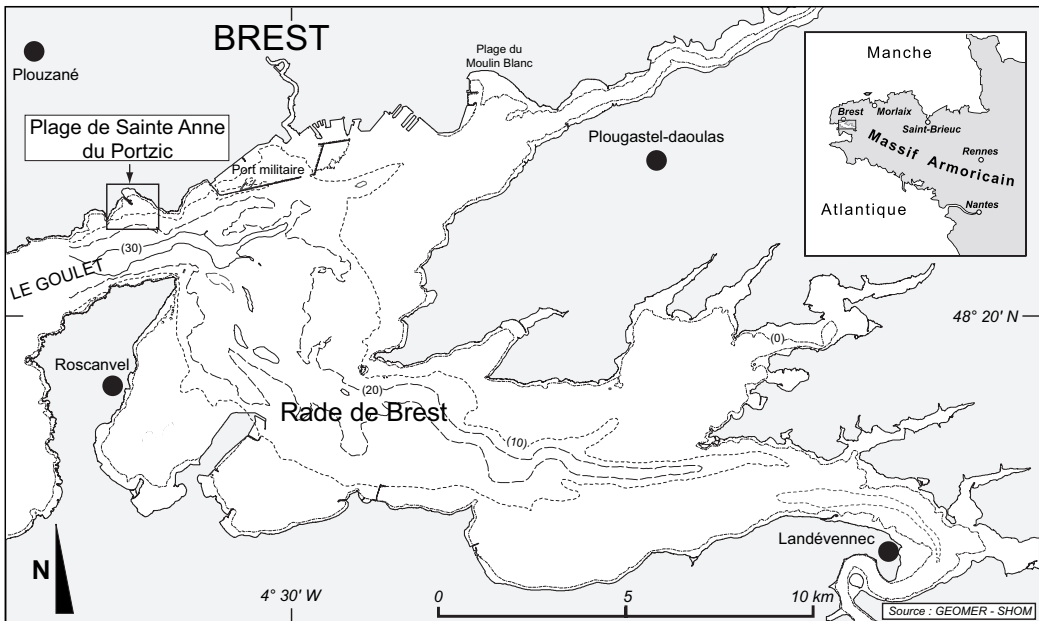 BREST
Plouzané
Plage du
Moulin Blanc
Plage de Sainte Anne
du Portzic
Port militaire
Plougastel-daoulas
(30)
LE GOULET
48° 20' N
(0)
Roscanvel
(20)
Rade de Brest
(10)
Landévennec
N
4° 30' W
0
5
10 km
Source : GEOMER - SHOM
Manche
Brest
Morlaix
Saint-Brieuc
Massif Armoricain
Rennes
Atlantique
Nantes